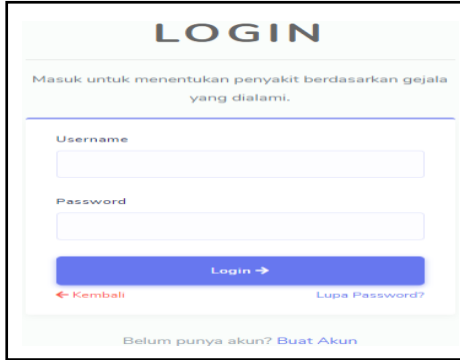 LOGIN
Masuk untuk menentukan penyakit berdasarkan gejala
yang dialami.
Username
Password
Login →
← Kembali
Lupa Password?
Belum punya akun? Buat Akun